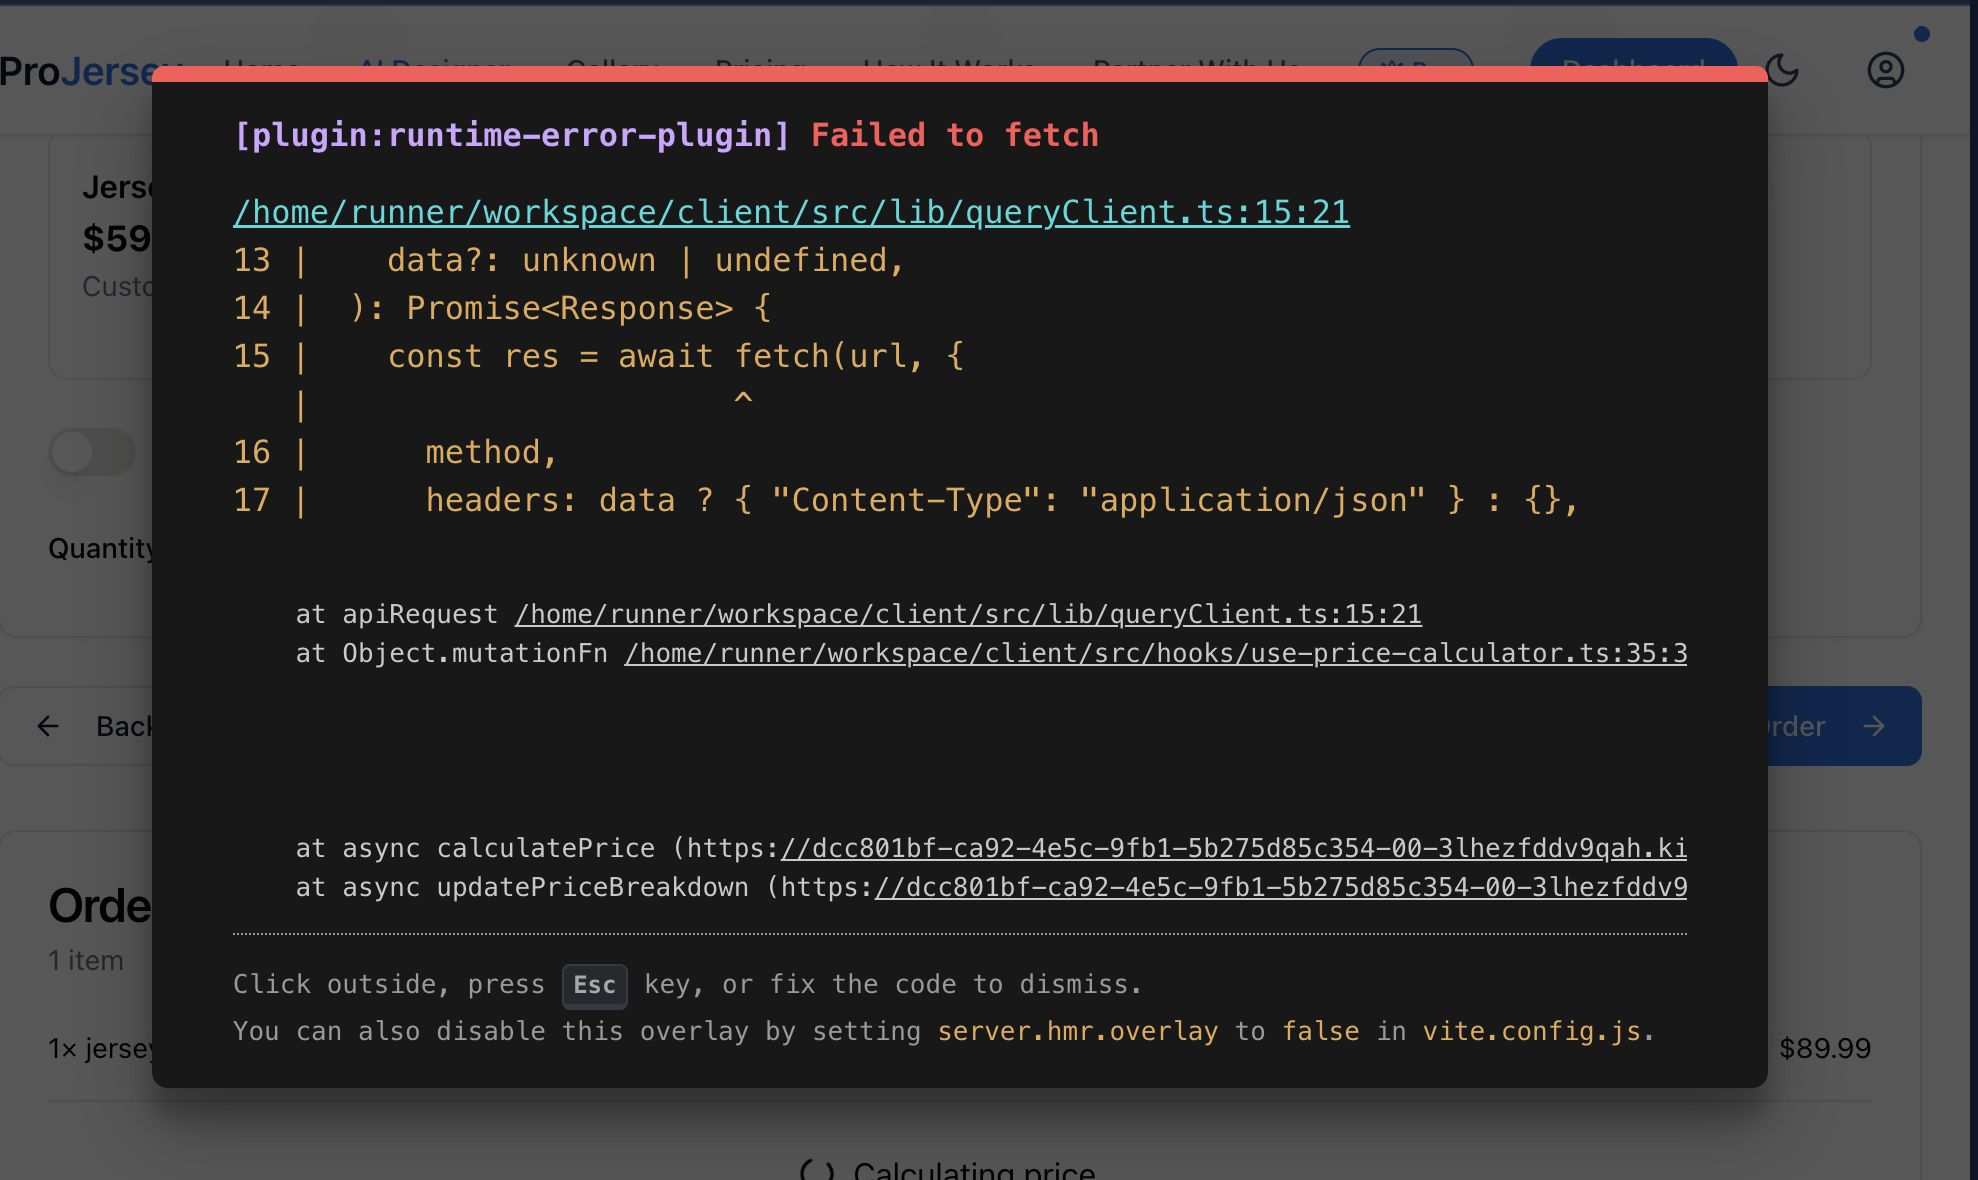 ProJersey
Dashboard
[plugin:runtime-error-plugin] Failed to fetch
/home/runner/workspace/client/src/lib/queryClient.ts:15:21
13 |    data?: unknown | undefined,
14 |  ): Promise<Response> {
15 |    const res = await fetch(url, {
   |                      ^
16 |      method,
17 |      headers: data ? { "Content-Type": "application/json" } : {},
at apiRequest /home/runner/workspace/client/src/lib/queryClient.ts:15:21
at Object.mutationFn /home/runner/workspace/client/src/hooks/use-price-calculator.ts:35:3
at async calculatePrice (https://dcc801bf-ca92-4e5c-9fb1-5b275d85c354-00-3lhezfddv9qah.ki
at async updatePriceBreakdown (https://dcc801bf-ca92-4e5c-9fb1-5b275d85c354-00-3lhezfddv9
Click outside, press Esc key, or fix the code to dismiss.
You can also disable this overlay by setting server.hmr.overlay to false in vite.config.js.
Jerse
$59
Custo
Quantity
Back
rder
Orde
1 item
1× jersey
$89.99
Calculating price